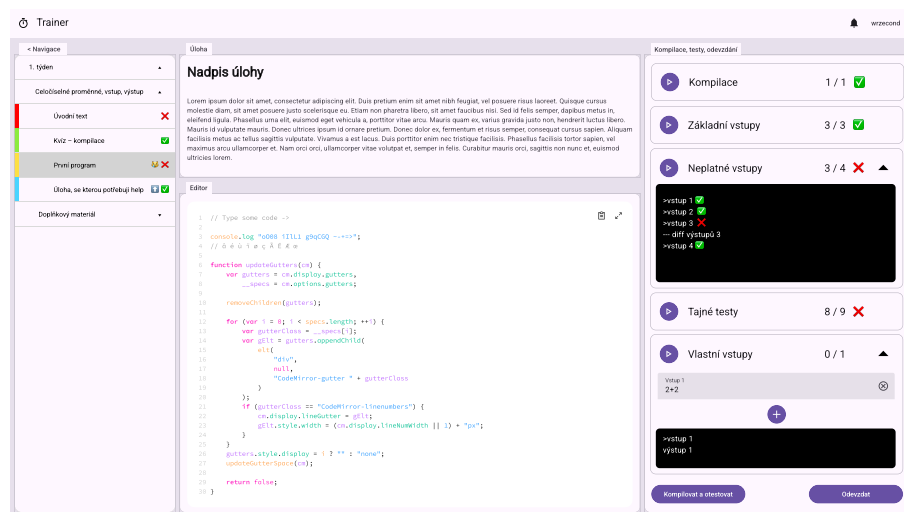 Trainer
wrzecond
< Navigace
1. týden
Celočíselné proměnné, vstup, výstup
Úvodní text
Kvíz – kompilace
První program
Úloha, se kterou potřebuji help
Doplňkový materiál
Úloha
Nadpis úlohy
Lorem ipsum dolor sit amet, consectetur adipiscing elit. Duis pretium enim sit amet nibh feugiat, vel posuere risus laoreet. Quisque cursus
molestie diam, sit amet posuere justo scelerisque eu. Etiam non pharetra libero, sit amet faucibus nisi. Sed id felis semper, dapibus metus in,
eleifend ligula. Phasellus urna elit, euismod eget vehicula a, porttitor vitae arcu. Mauris quam ex, varius gravida justo non, hendrerit luctus libero.
Mauris id vulputate mauris. Donec ultrices ipsum id ornare pretium. Donec dolor ex, fermentum et risus semper, consequat cursus sapien. Aliquam
facilisis metus ac tellus sagittis vulputate. Vivamus a est lacus. Duis porttitor enim nec tristique facilisis. Phasellus facilisis tortor sapien, vel
maximus arcu ullamcorper et. Nam orci orci, ullamcorper vitae volutpat et, semper in felis. Curabitur mauris orci, sagittis non nunc et, euismod
ultricies lorem.
Editor
1 // Type some code ->
2
3 console.log "oO08 iIlL1 g9qCGQ ~-+=>>";
4
5
6 function updateGutters(cm) {
7 var gutters = cm.display.gutters,
8 __specs = cm.options.gutters;
9
10 removeChildren(gutters);
11
12 for (var i = 0; i < specs.length; ++i) {
13 var gutterClass = __specs[i];
14 var gElt = gutters.appendChild(
15 elt(
16 "div",
17 null,
18 "CodeMirror-gutter " + gutterClass
19 )
20 );
21 if (gutterClass == "CodeMirror-linenumbers") {
22 cm.display.lineGutter = gElt;
23 gElt.style.width = (cm.display.lineNumWidth || 1) + "px";
24 }
25 }
26 gutters.style.display = i ? "" : "none";
27 updateGutterSpace(cm);
28
29 return false;
30 }
Kompilace, testy, odevzdání
Kompilace 1 / 1
Základní vstupy 3 / 3
Neplatné vstupy 3 / 4
>vstup 1
>vstup 2
>vstup 3
--- diff výstupů 3
>vstup 4
Tajné testy 8 / 9
Vlastní vstupy 0 / 1
Vstup 1
2+2
>vstup 1
výstup 1
Kompilovat a otestovat
Odevzdat